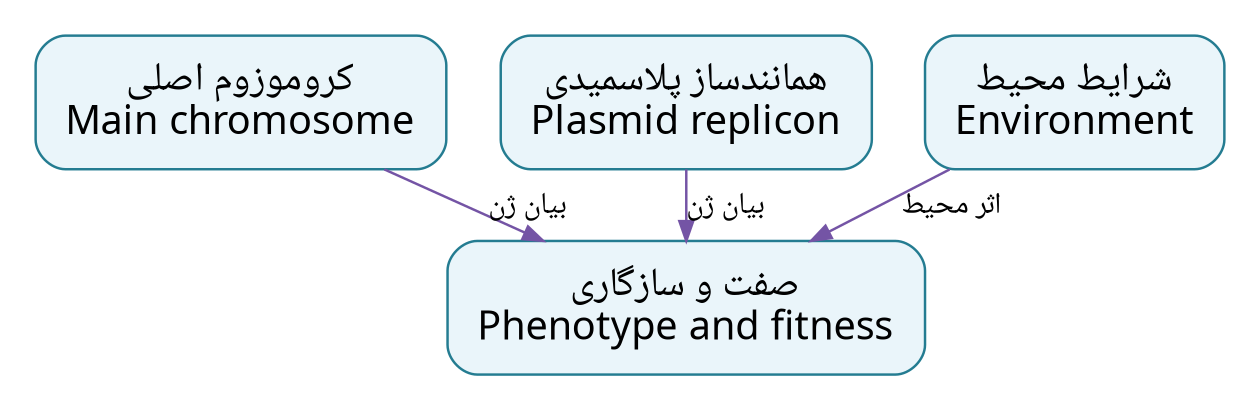 کروموزوم اصلی
Main chromosome
همانندساز پلاسمیدی
Plasmid replicon
شرایط محیط
Environment
بیان ژن
بیان ژن
اثر محیط
صفت و سازگاری
Phenotype and fitness